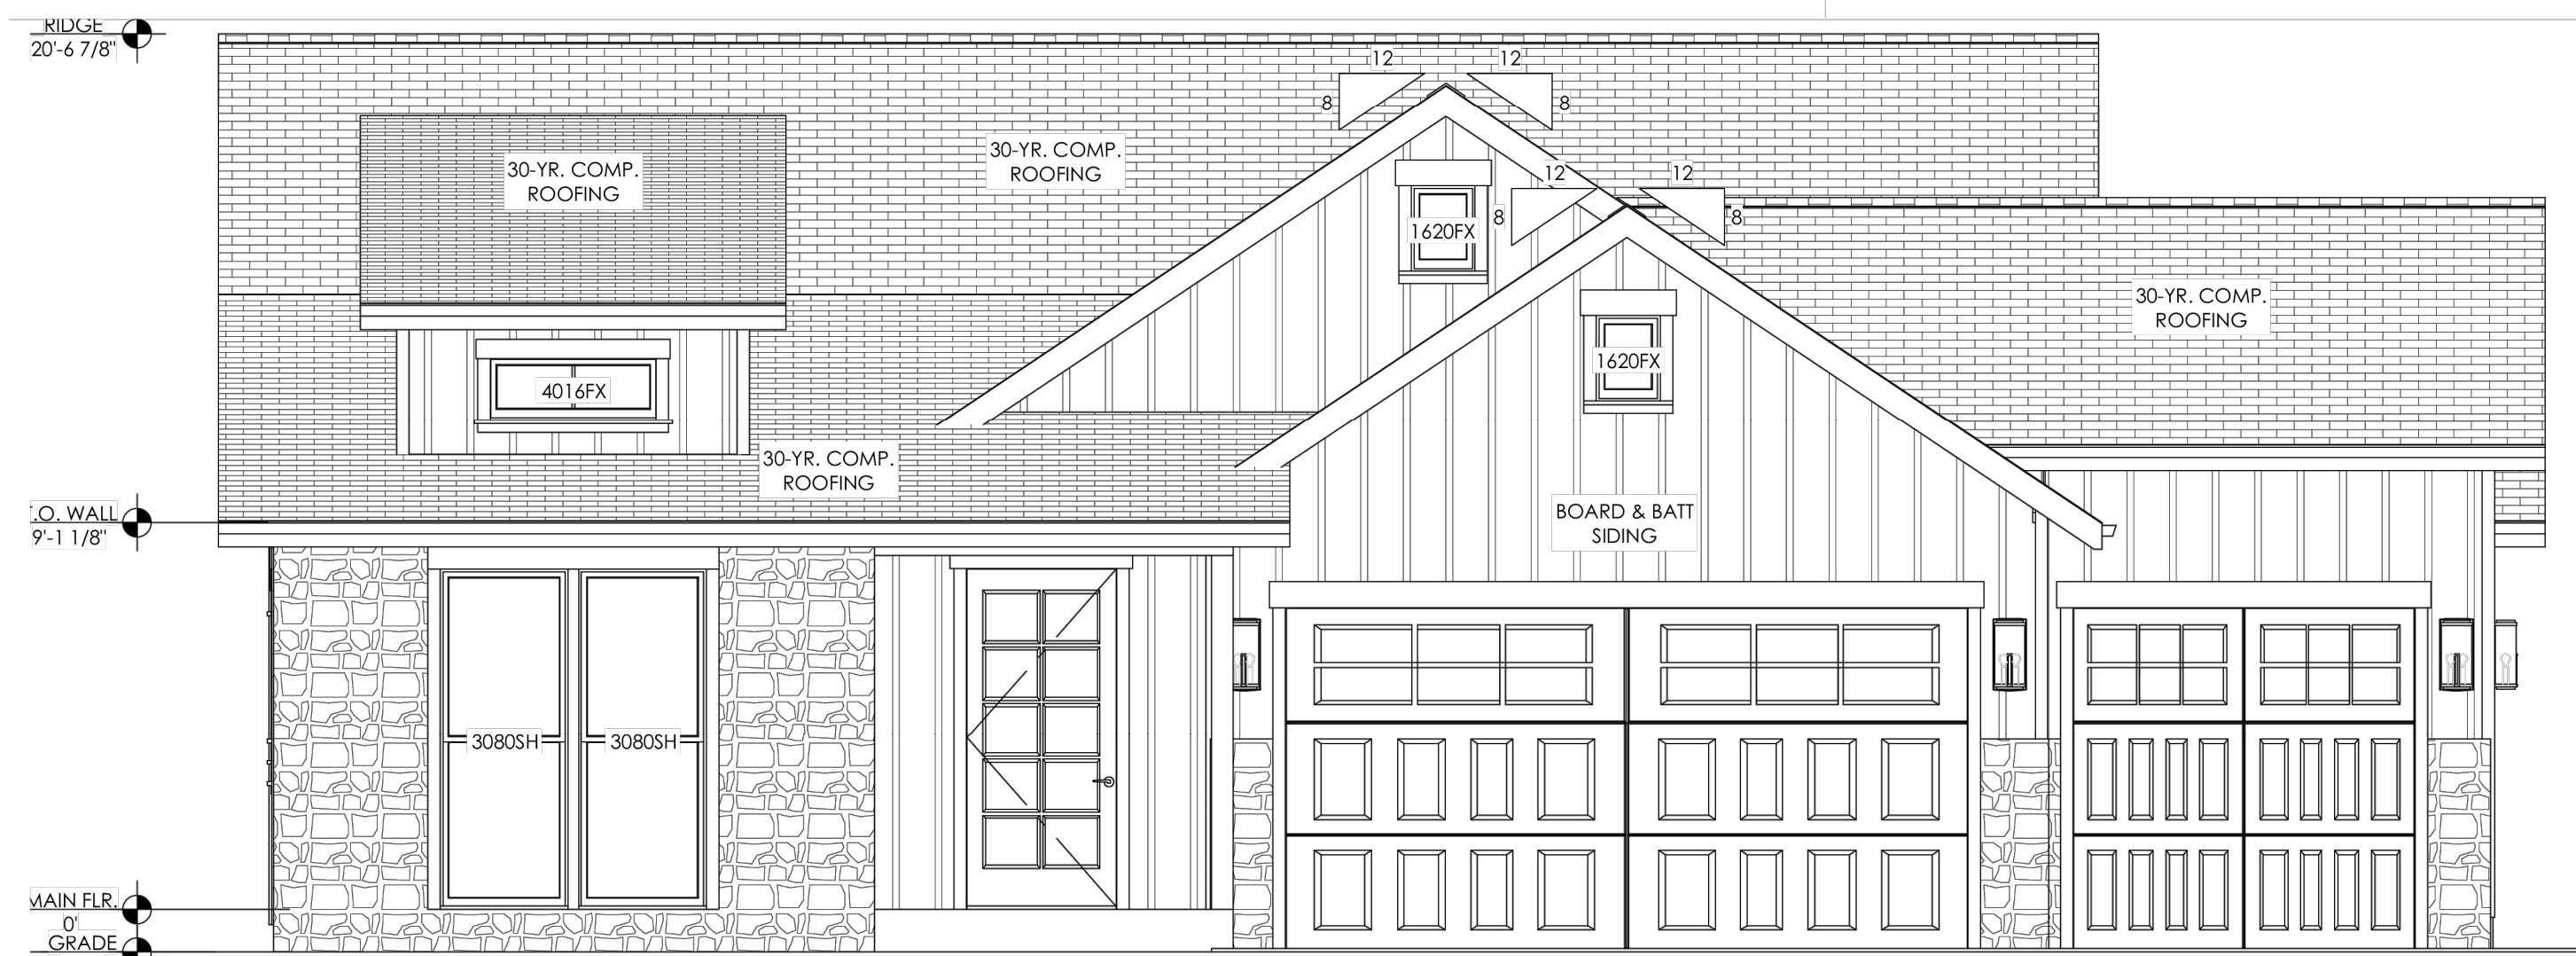 RIDGE
20'-6 7/8"
12
12
8
8
30-YR. COMP.
ROOFING
30-YR. COMP.
ROOFING
12
12
8
8
1620FX
30-YR. COMP.
ROOFING
1620FX
4016FX
30-YR. COMP.
ROOFING
.O. WALL
9'-1 1/8"
BOARD & BATT
SIDING
3080SH
3080SH
MAIN FLR.
0'
GRADE